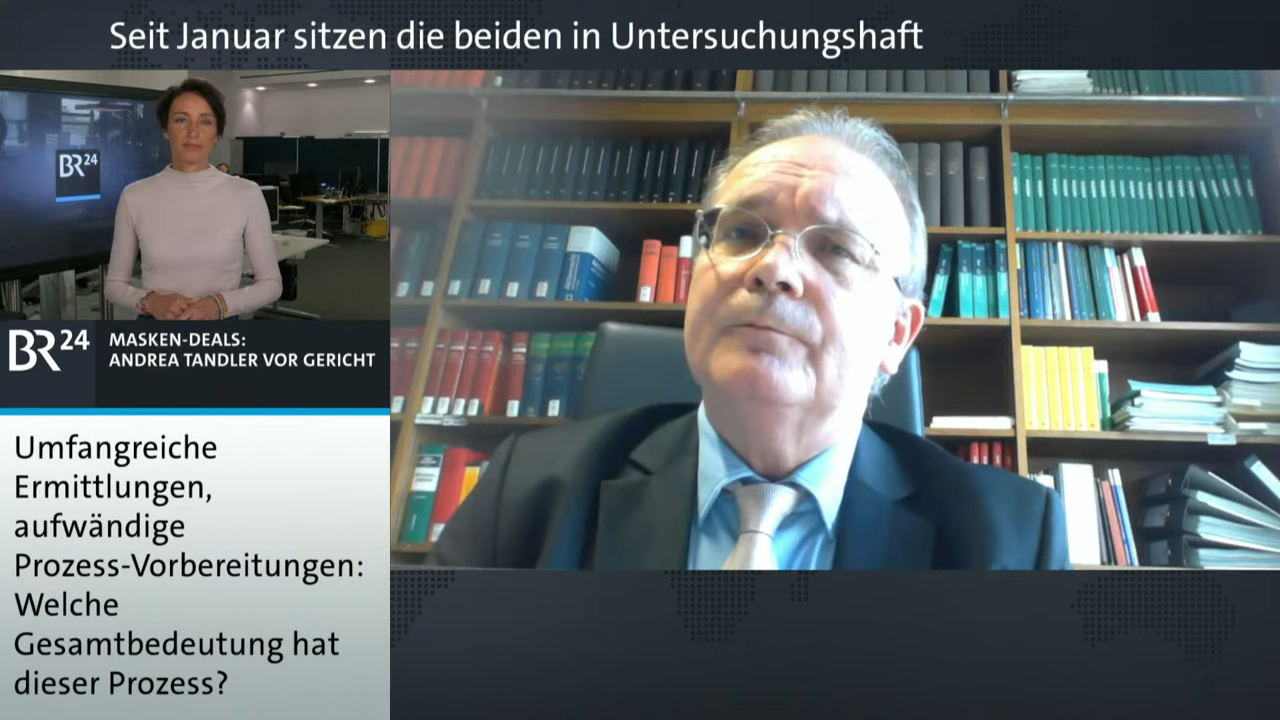 Seit Januar sitzen die beiden in Untersuchungshaft
BR24
BR24
MASKEN-DEALS:
ANDREA TANDLER VOR GERICHT
Umfangreiche
Ermittlungen,
aufwändige
Prozess-Vorbereitungen:
Welche
Gesamtbedeutung hat
dieser Prozess?